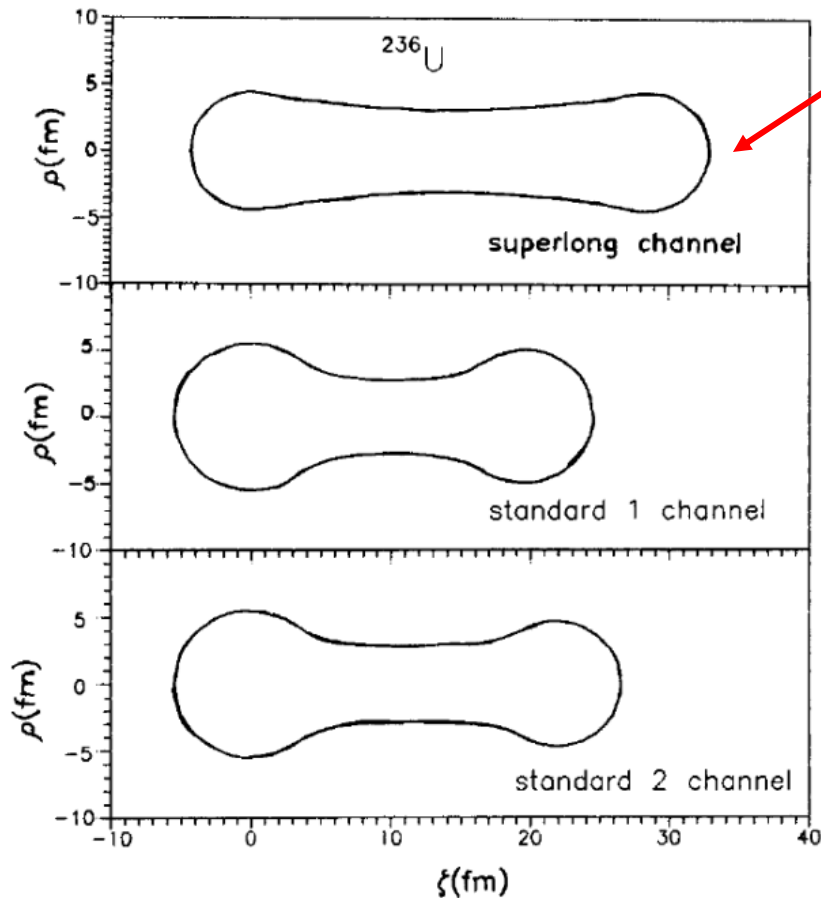 10
5
0
−5
−10
ρ(fm)
²³⁶U
superlong channel
5
0
−5
−10
ρ(fm)
standard 1 channel
5
0
−5
−10
ρ(fm)
standard 2 channel
−10 0 10 20 30 40
ζ(fm)